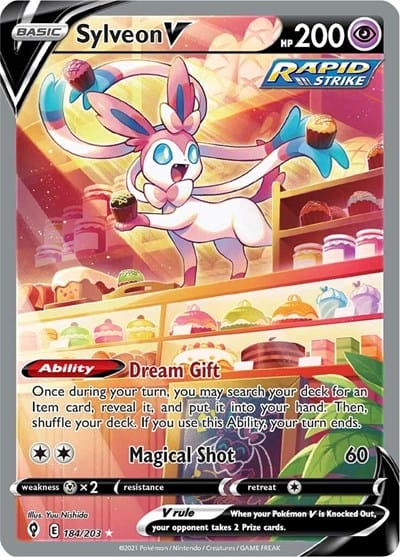 BASIC Sylveon V HP 200
RAPID
STRIKE
Ability Dream Gift
Once during your turn, you may search your deck for an
Item card, reveal it, and put it into your hand. Then,
shuffle your deck. If you use this Ability, your turn ends.
Magical Shot 60
weakness × 2 resistance retreat
Illus. Yuu Nishida
E 184/203
V rule When your Pokémon V is Knocked Out,
your opponent takes 2 Prize cards.
©2021 Pokémon / Nintendo / Creatures / GAME FREAK